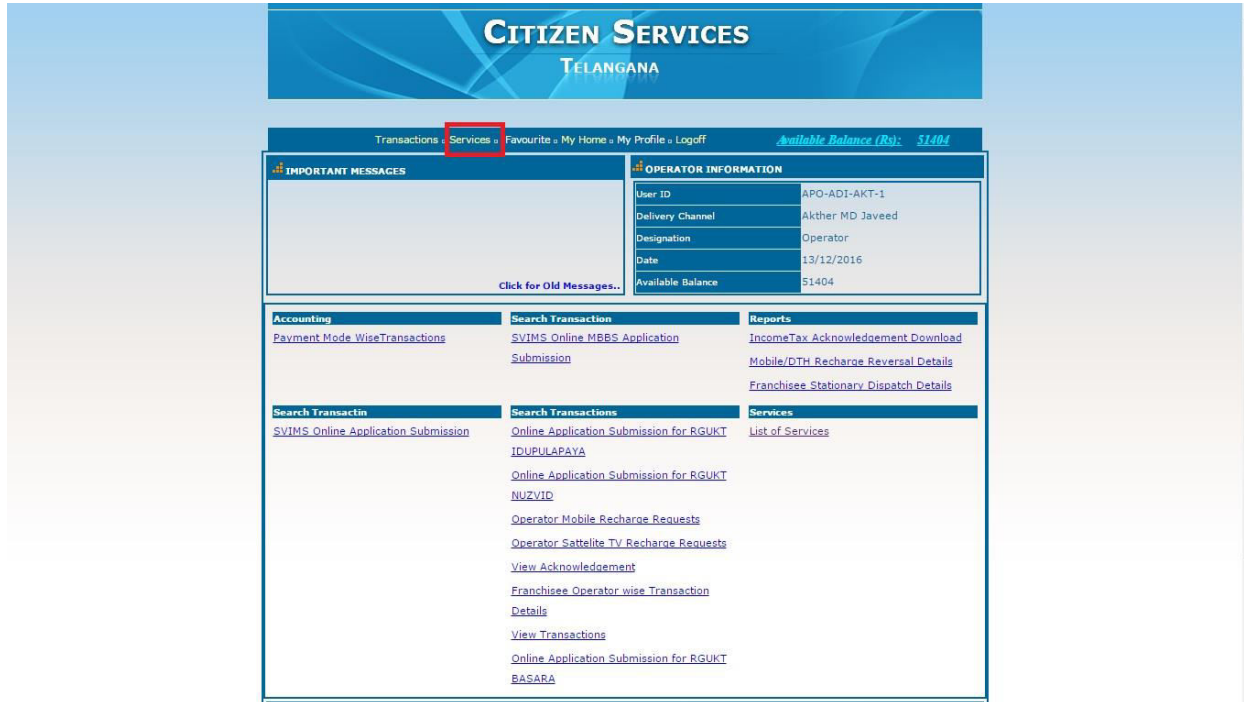 CITIZEN SERVICES
TELANGANA
Transactions Services Favourite My Home My Profile Logoff Available Balance (Rs): 51404
IMPORTANT MESSAGES
Click for Old Messages..
OPERATOR INFORMATION
User ID APO-ADI-AKT-1
Delivery Channel Akther MD Javeed
Designation Operator
Date 13/12/2016
Available Balance 51404
Accounting
Payment Mode WiseTransactions
Search Transaction
SVIMS Online MBBS Application
Submission
Reports
IncomeTax Acknowledgement Download
Mobile/DTH Recharge Reversal Details
Franchisee Stationary Dispatch Details
Search Transactin
SVIMS Online Application Submission
Search Transactions
Online Application Submission for RGUKT
IDUPULAPAYA
Online Application Submission for RGUKT
NUZVID
Operator Mobile Recharge Requests
Operator Sattelite TV Recharge Requests
View Acknowledgement
Franchisee Operator wise Transaction
Details
View Transactions
Online Application Submission for RGUKT
BASARA
Services
List of Services